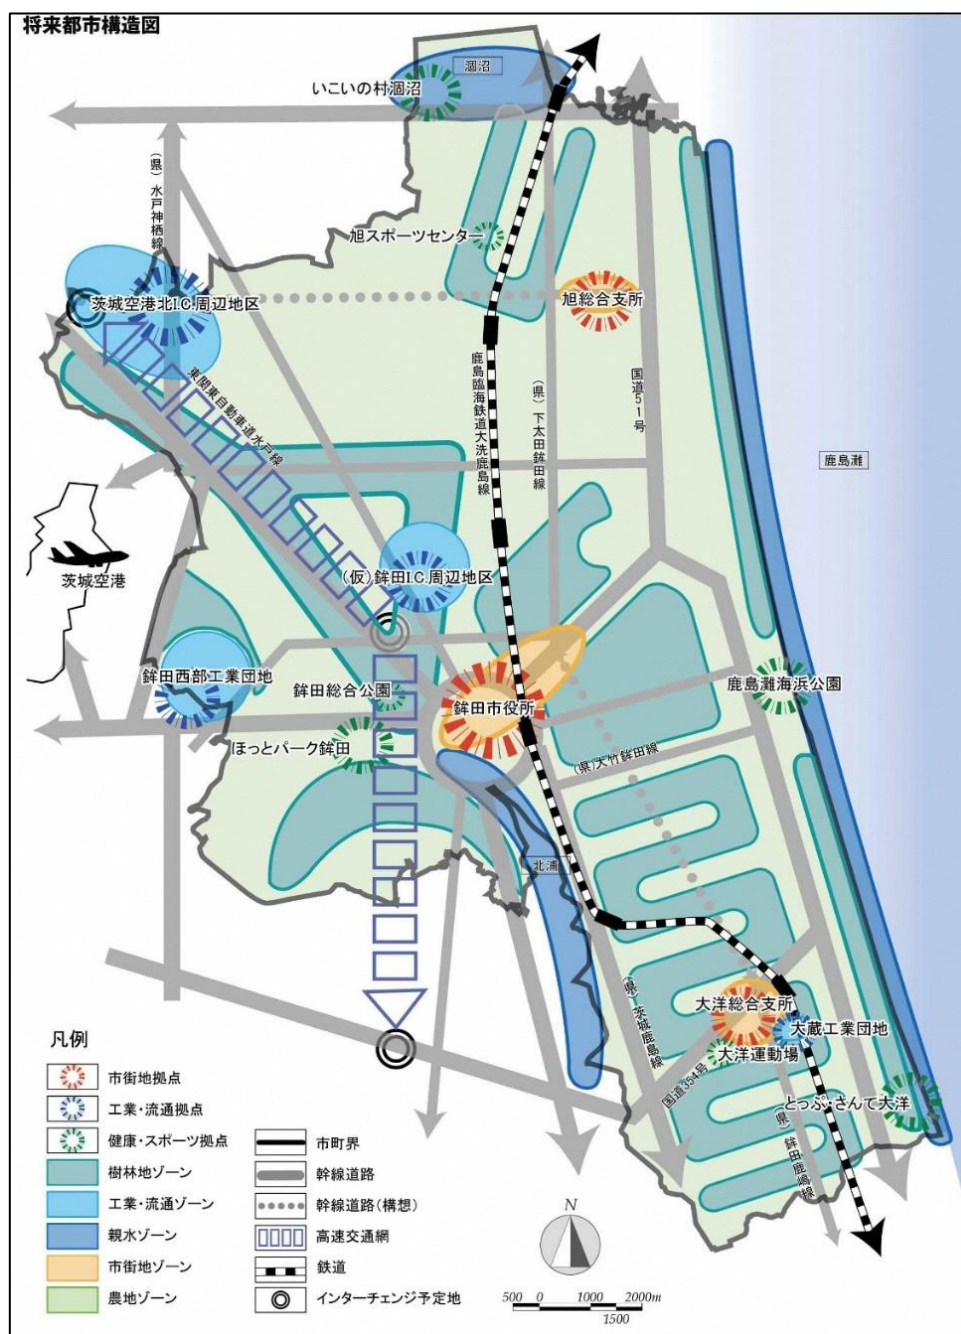 将来都市構造図
涸沼
いこいの村涸沼
(県)水戸神栖線
旭スポーツセンター
茨城空港北I.C.周辺地区
旭総合支所
東関東自動車道水戸線
鹿島臨海鉄道大洗鹿島線
(県)下太田鉾田線
国道51号
鹿島灘
茨城空港
(仮)鉾田I.C.周辺地区
鉾田西部工業団地
鉾田総合公園
鉾田市役所
鹿島灘海浜公園
ほっとパーク鉾田
(県)大竹鉾田線
北浦
(県)茨城鹿島線
大洋総合支所
大蔵工業団地
大洋運動場
国道354号
とっぷ・さんて大洋
(県)鉾田鹿嶋線
凡例
市街地拠点
工業・流通拠点
健康・スポーツ拠点
樹林地ゾーン
工業・流通ゾーン
親水ゾーン
市街地ゾーン
農地ゾーン
市町界
幹線道路
幹線道路(構想)
高速交通網
鉄道
インターチェンジ予定地
N
500 0 1000 2000m
1500